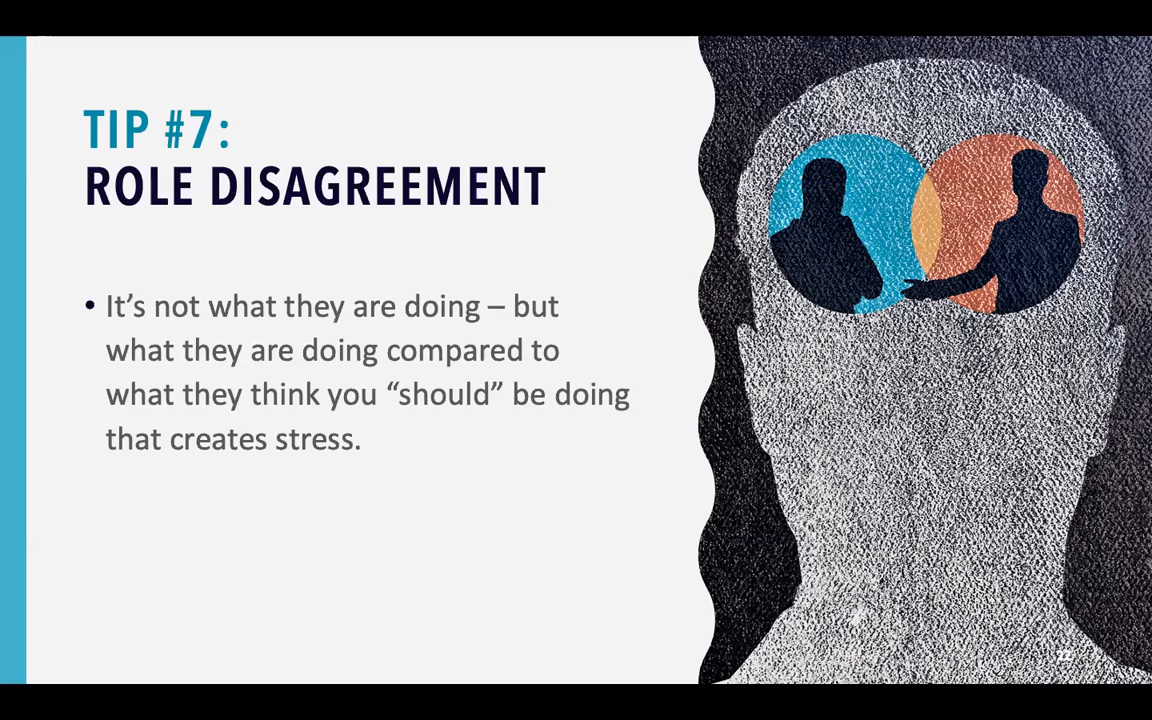 TIP #7:
ROLE DISAGREEMENT
• It’s not what they are doing – but
what they are doing compared to
what they think you “should” be doing
that creates stress.